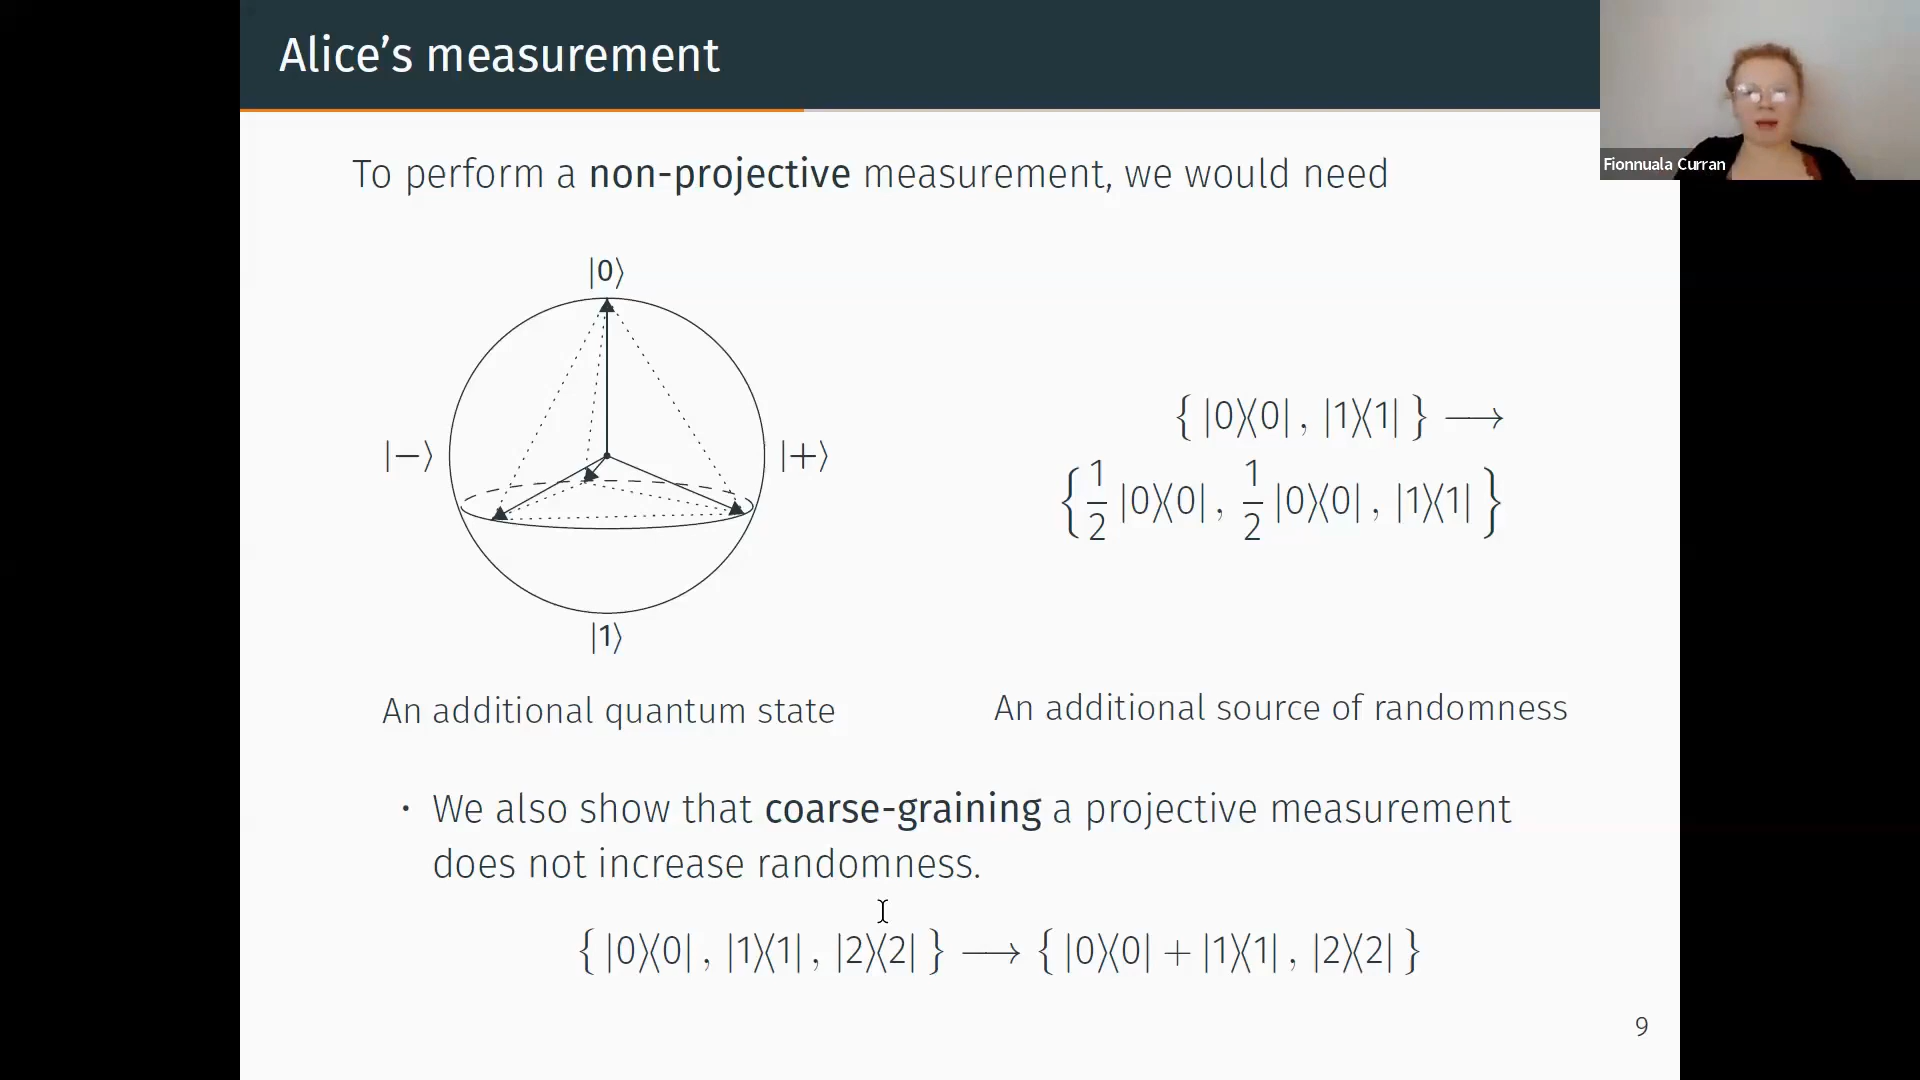 Alice's measurement
Fionnuala Curran
To perform a non-projective measurement, we would need
|0⟩
|−⟩
|+⟩
|1⟩
{ |0⟩⟨0| , |1⟩⟨1| } ⟶
{ 1/2 |0⟩⟨0| , 1/2 |0⟩⟨0| , |1⟩⟨1| }
An additional quantum state
An additional source of randomness
• We also show that coarse-graining a projective measurement
does not increase randomness.
{ |0⟩⟨0| , |1⟩⟨1| , |2⟩⟨2| } ⟶ { |0⟩⟨0| + |1⟩⟨1| , |2⟩⟨2| }
9